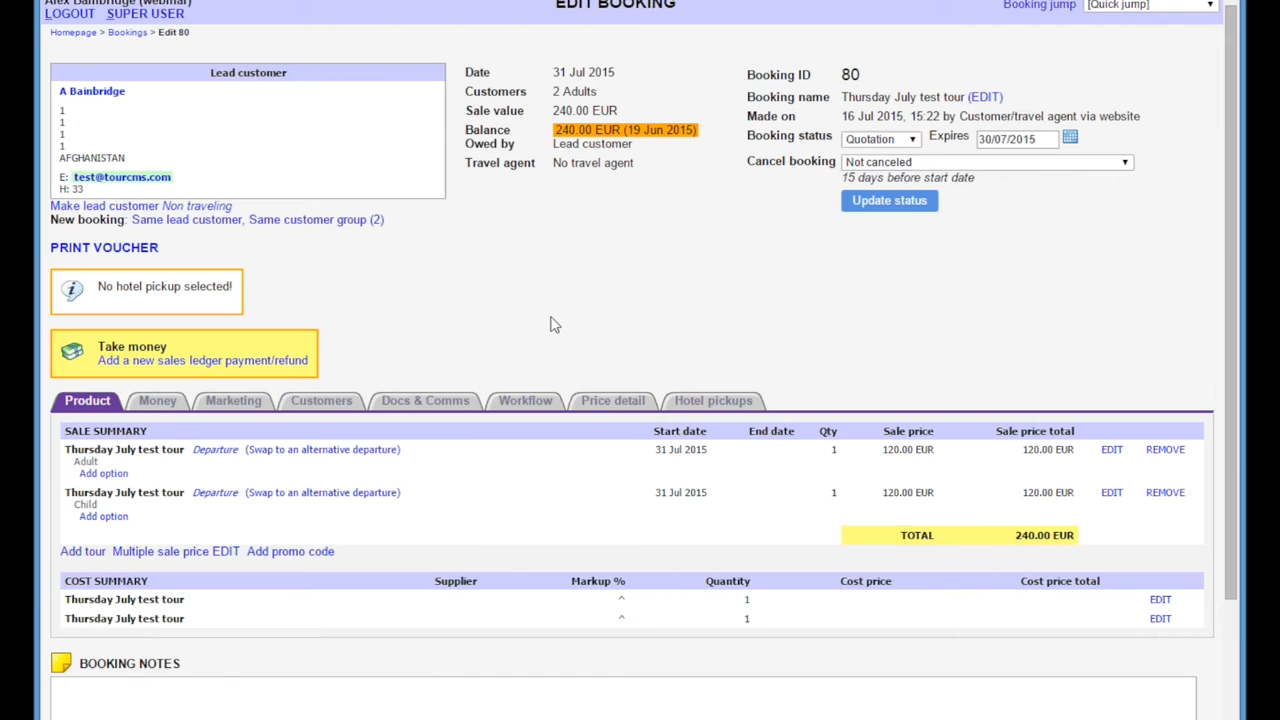 Alex Bainbridge (webinar)
EDIT BOOKING
Booking jump [Quick jump]
LOGOUT SUPER USER
Homepage > Bookings > Edit 80
Lead customer
A Bainbridge
1
1
1
1
AFGHANISTAN
E: test@tourcms.com
H: 33
Make lead customer Non traveling
New booking: Same lead customer, Same customer group (2)
Date 31 Jul 2015
Customers 2 Adults
Sale value 240.00 EUR
Balance 240.00 EUR (19 Jun 2015)
Owed by Lead customer
Travel agent No travel agent
Booking ID 80
Booking name Thursday July test tour (EDIT)
Made on 16 Jul 2015, 15:22 by Customer/travel agent via website
Booking status Quotation Expires 30/07/2015
Cancel booking Not canceled
15 days before start date
Update status
PRINT VOUCHER
No hotel pickup selected!
Take money
Add a new sales ledger payment/refund
Product Money Marketing Customers Docs & Comms Workflow Price detail Hotel pickups
SALE SUMMARY Start date End date Qty Sale price Sale price total
Thursday July test tour Departure (Swap to an alternative departure) 31 Jul 2015 1 120.00 EUR 120.00 EUR EDIT REMOVE
Adult
Add option
Thursday July test tour Departure (Swap to an alternative departure) 31 Jul 2015 1 120.00 EUR 120.00 EUR EDIT REMOVE
Child
Add option
TOTAL 240.00 EUR
Add tour Multiple sale price EDIT Add promo code
COST SUMMARY Supplier Markup % Quantity Cost price Cost price total
Thursday July test tour ^ 1 EDIT
Thursday July test tour ^ 1 EDIT
BOOKING NOTES